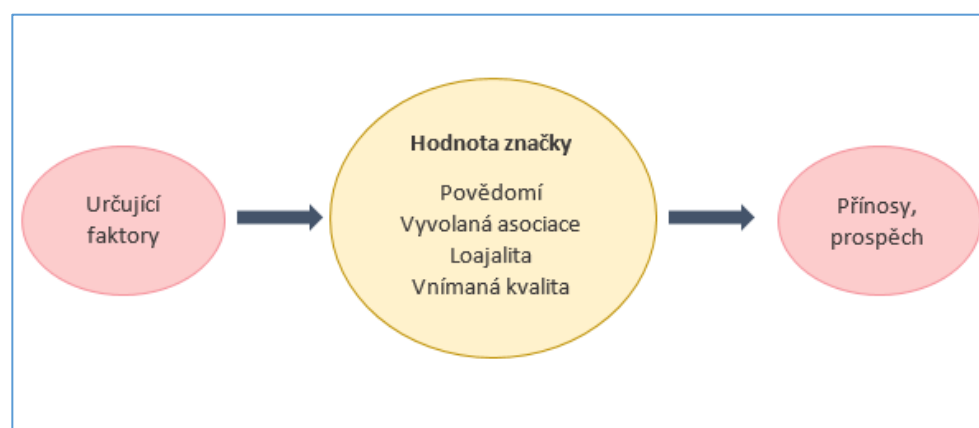 Určující
faktory
Hodnota značky
Povědomí
Vyvolaná asociace
Loajalita
Vnímaná kvalita
Přínosy,
prospěch